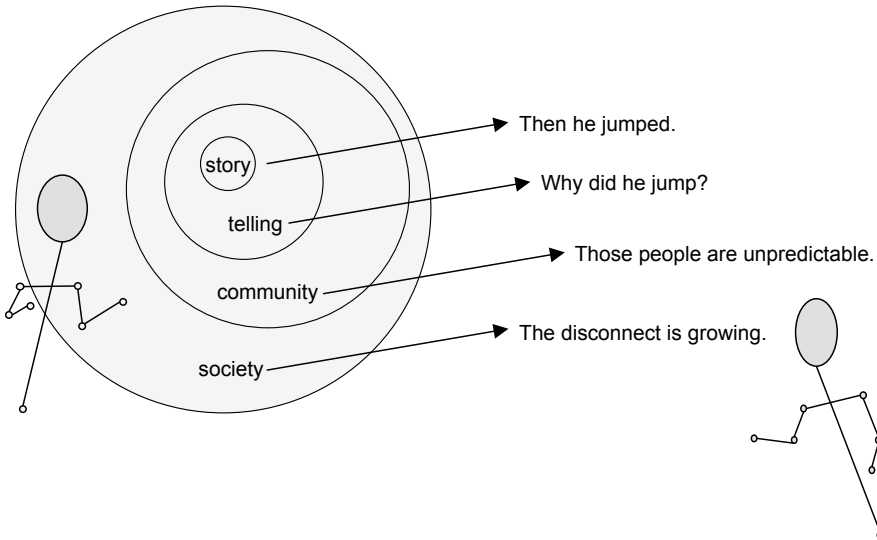 Then he jumped.
story
Why did he jump?
telling
Those people are unpredictable.
community
The disconnect is growing.
society